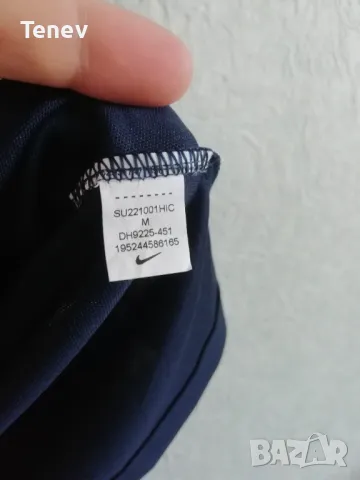 Tenev
SU221001HIC
M
DH9225-451
195244586165
BAZAR